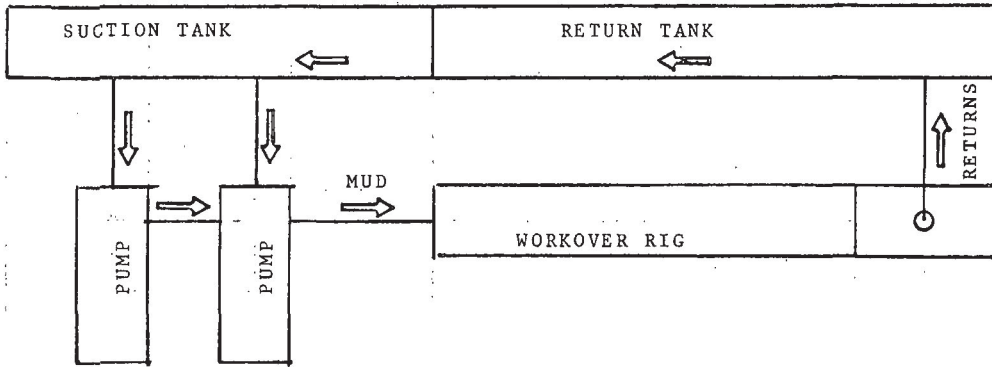 SUCTION TANK
RETURN TANK
RETURNS
MUD
WORKOVER RIG
PUMP
PUMP